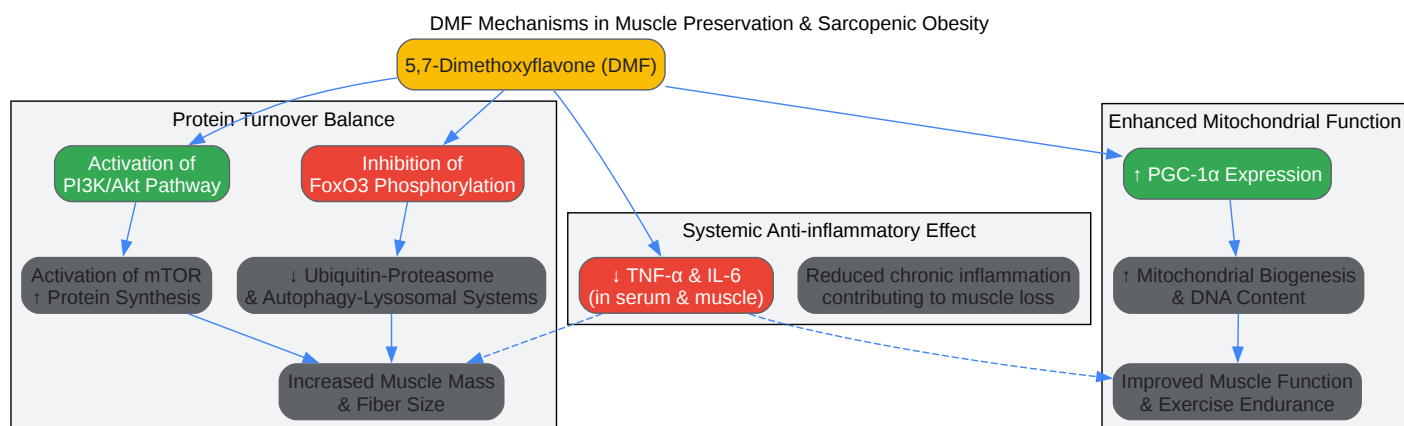 DMF Mechanisms in Muscle Preservation & Sarcopenic Obesity
5,7-Dimethoxyflavone (DMF)
Protein Turnover Balance
Activation of
PI3K/Akt Pathway
Inhibition of
FoxO3 Phosphorylation
Activation of mTOR
↑ Protein Synthesis
↓ Ubiquitin-Proteasome
& Autophagy-Lysosomal Systems
Increased Muscle Mass
& Fiber Size
Systemic Anti-inflammatory Effect
↓ TNF-α & IL-6
(in serum & muscle)
Reduced chronic inflammation
contributing to muscle loss
Enhanced Mitochondrial Function
↑ PGC-1α Expression
↑ Mitochondrial Biogenesis
& DNA Content
Improved Muscle Function
& Exercise Endurance